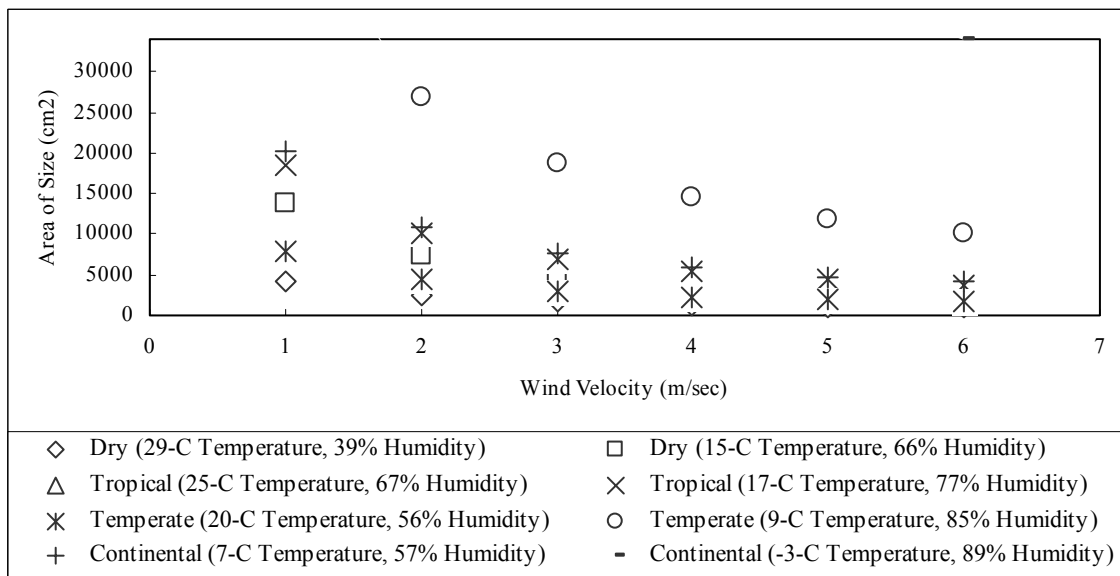 Area of Size (cm2)
30000
25000
20000
15000
10000
5000
0
0 1 2 3 4 5 6 7
Wind Velocity (m/sec)
Dry (29-C Temperature, 39% Humidity)
Dry (15-C Temperature, 66% Humidity)
Tropical (25-C Temperature, 67% Humidity)
Tropical (17-C Temperature, 77% Humidity)
Temperate (20-C Temperature, 56% Humidity)
Temperate (9-C Temperature, 85% Humidity)
Continental (7-C Temperature, 57% Humidity)
Continental (-3-C Temperature, 89% Humidity)